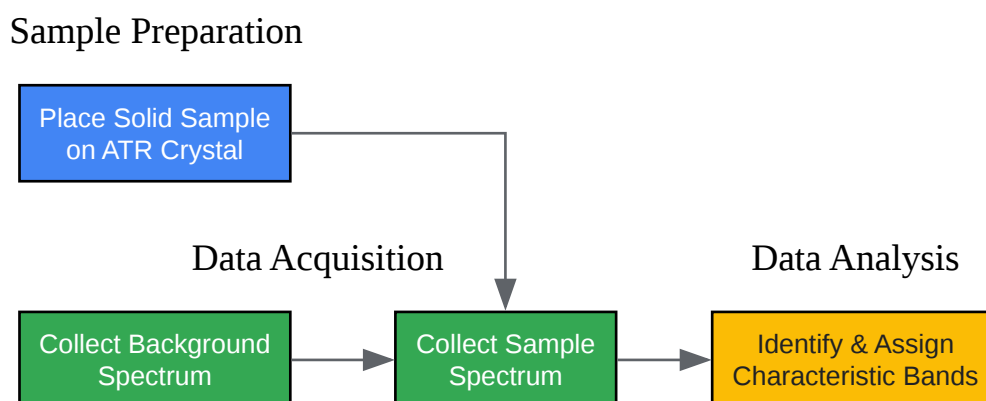 Sample Preparation
Place Solid Sample
on ATR Crystal
Data Acquisition
Data Analysis
Collect Background
Spectrum
Collect Sample
Spectrum
Identify & Assign
Characteristic Bands